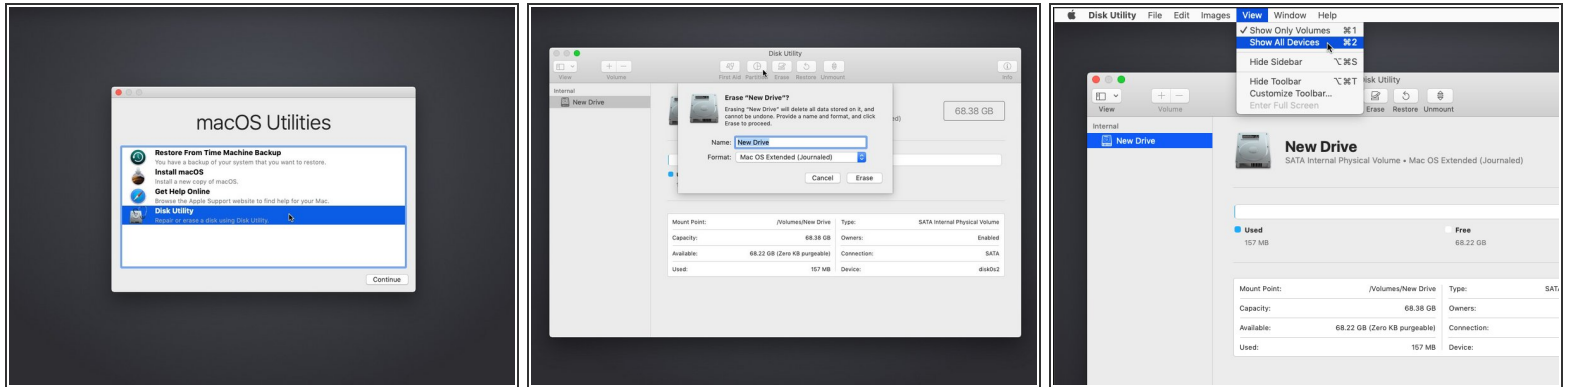 macOS Utilities
Restore From Time Machine Backup
You have a backup of your system that you want to restore.
Install macOS
Install a new copy of macOS.
Get Help Online
Browse the Apple Support website to find help for your Mac.
Disk Utility
Repair or erase a disk using Disk Utility.
Continue
Disk Utility
View
Volume
First Aid
Partition
Erase
Restore
Unmount
Info
Internal
New Drive
Erase "New Drive"?
Erasing "New Drive" will delete all data stored on it, and
cannot be undone. Provide a name and format, and click
Erase to proceed.
68.38 GB
Name: New Drive
Format: Mac OS Extended (Journaled)
Cancel
Erase
Mount Point: /Volumes/New Drive
Type: SATA Internal Physical Volume
Capacity: 68.38 GB
Owners: Enabled
Available: 68.22 GB (Zero KB purgeable)
Connection: SATA
Used: 157 MB
Device: disk0s2
Disk Utility File Edit Images View Window Help
✓ Show Only Volumes ⌘1
Show All Devices ⌘2
Hide Sidebar ⌥⌘S
Hide Toolbar ⌥⌘T
Customize Toolbar...
Enter Full Screen
isk Utility
View
Volume
Erase
Restore
Unmount
Internal
New Drive
New Drive
SATA Internal Physical Volume • Mac OS Extended (Journaled)
Used
157 MB
Free
68.22 GB
Mount Point: /Volumes/New Drive
Type: SATA
Capacity: 68.38 GB
Owners:
Available: 68.22 GB (Zero KB purgeable)
Connection:
Used: 157 MB
Device: